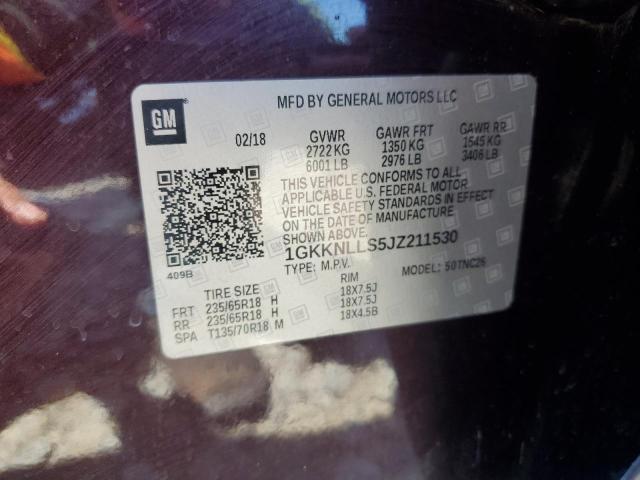 GM
MFD BY GENERAL MOTORS LLC
02/18 GVWR GAWR FRT GAWR RR
2722 KG 1350 KG 1545 KG
6001 LB 2976 LB 3406 LB
THIS VEHICLE CONFORMS TO ALL
APPLICABLE U.S. FEDERAL MOTOR
VEHICLE SAFETY STANDARDS IN EFFECT
ON THE DATE OF MANUFACTURE
SHOWN ABOVE.
1GKKNLLS5JZ211530
409B
TYPE: M.P.V. MODEL: 50TNC26
TIRE SIZE RIM
FRT 235/65R18 H 18X7.5J
RR 235/65R18 H 18X7.5J
SPA T135/70R18 M 18X4.5B